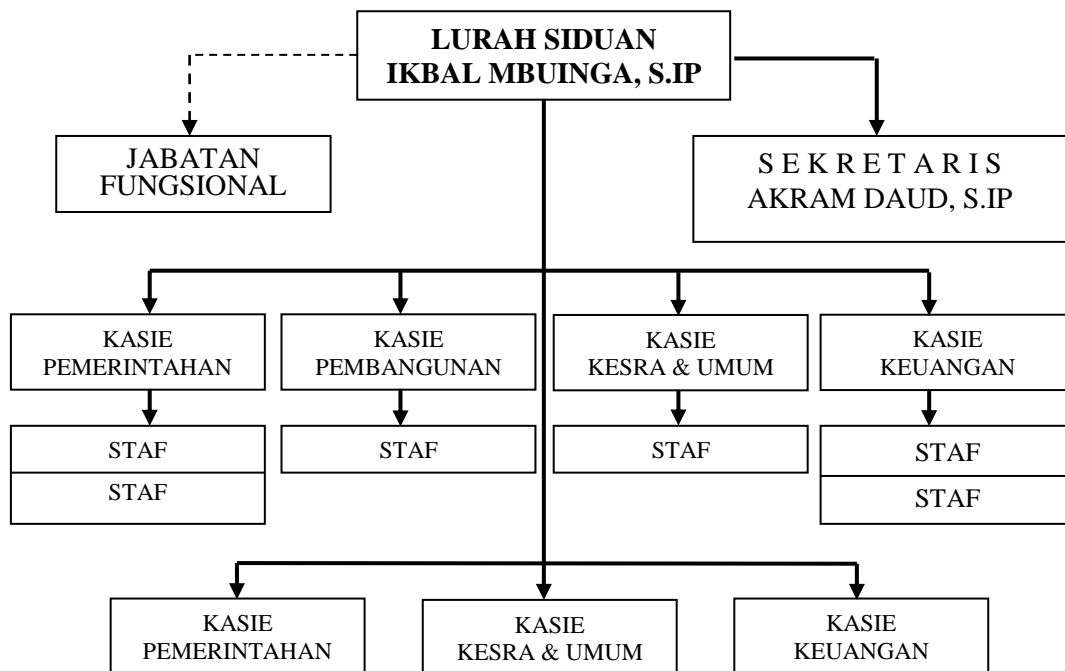 LURAH SIDUAN
IKBAL MBUINGA, S.IP
JABATAN
FUNGSIONAL
S E K R E T A R I S
AKRAM DAUD, S.IP
KASIE
PEMERINTAHAN
KASIE
PEMBANGUNAN
KASIE
KESRA & UMUM
KASIE
KEUANGAN
STAF
STAF
STAF
STAF
STAF
STAF
KASIE
PEMERINTAHAN
KASIE
KESRA & UMUM
KASIE
KEUANGAN